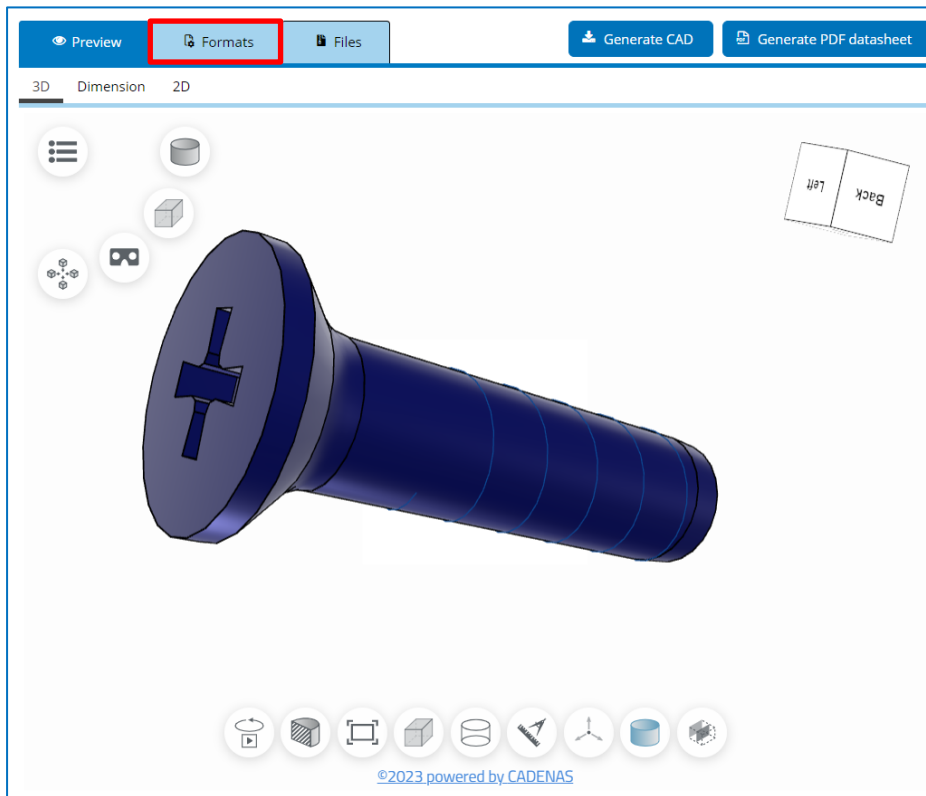 Preview Formats Files Generate CAD Generate PDF datasheet
3D Dimension 2D
Left Back
©2023 powered by CADENAS